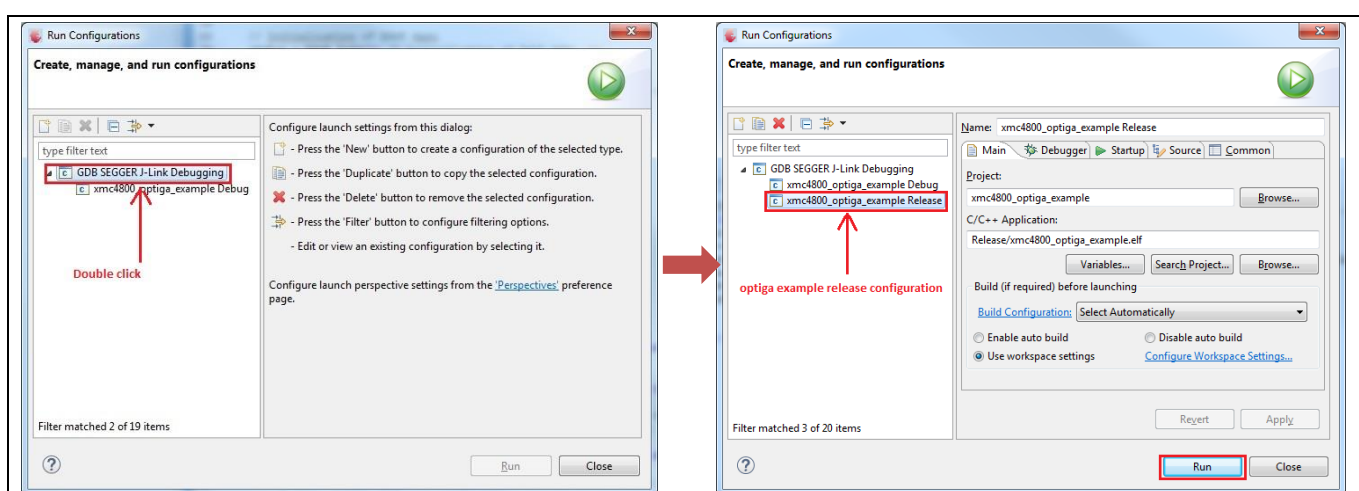 Run Configurations
Create, manage, and run configurations
type filter text
GDB SEGGER J-Link Debugging
xmc4800_optiga_example Debug
Double click
Filter matched 2 of 19 items
Configure launch settings from this dialog:
- Press the 'New' button to create a configuration of the selected type.
- Press the 'Duplicate' button to copy the selected configuration.
- Press the 'Delete' button to remove the selected configuration.
- Press the 'Filter' button to configure filtering options.
- Edit or view an existing configuration by selecting it.
Configure launch perspective settings from the 'Perspectives' preference
page.
Run
Close
Run Configurations
Create, manage, and run configurations
type filter text
GDB SEGGER J-Link Debugging
xmc4800_optiga_example Debug
xmc4800_optiga_example Release
optiga example release configuration
Filter matched 3 of 20 items
Name: xmc4800_optiga_example Release
Main Debugger Startup Source Common
Project:
xmc4800_optiga_example Browse...
C/C++ Application:
Release/xmc4800_optiga_example.elf
Variables... Search Project... Browse...
Build (if required) before launching
Build Configuration: Select Automatically
Enable auto build Disable auto build
Use workspace settings Configure Workspace Settings...
Revert Apply
Run Close